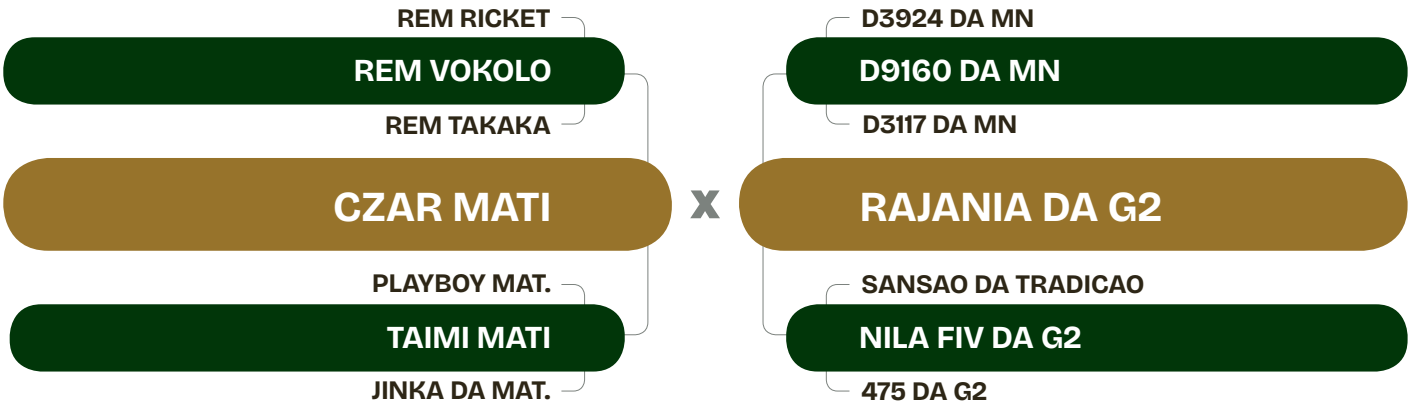 REM RICKET
REM VOKOLO
REM TAKAKA
CZAR MATI
PLAYBOY MAT.
TAIMI MATI
JINKA DA MAT.
X
D3924 DA MN
D9160 DA MN
D3117 DA MN
RAJANIA DA G2
SANSAO DA TRADICAO
NILA FIV DA G2
475 DA G2